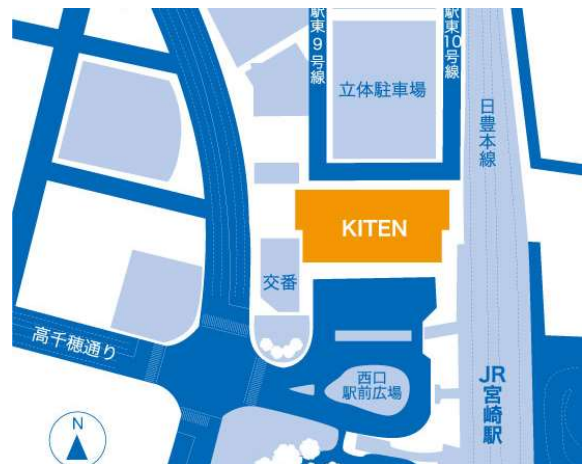 駅東9号線
駅東10号線
立体駐車場
日豊本線
KITEN
交番
高千穂通り
西口
駅前広場
JR宮崎駅
N